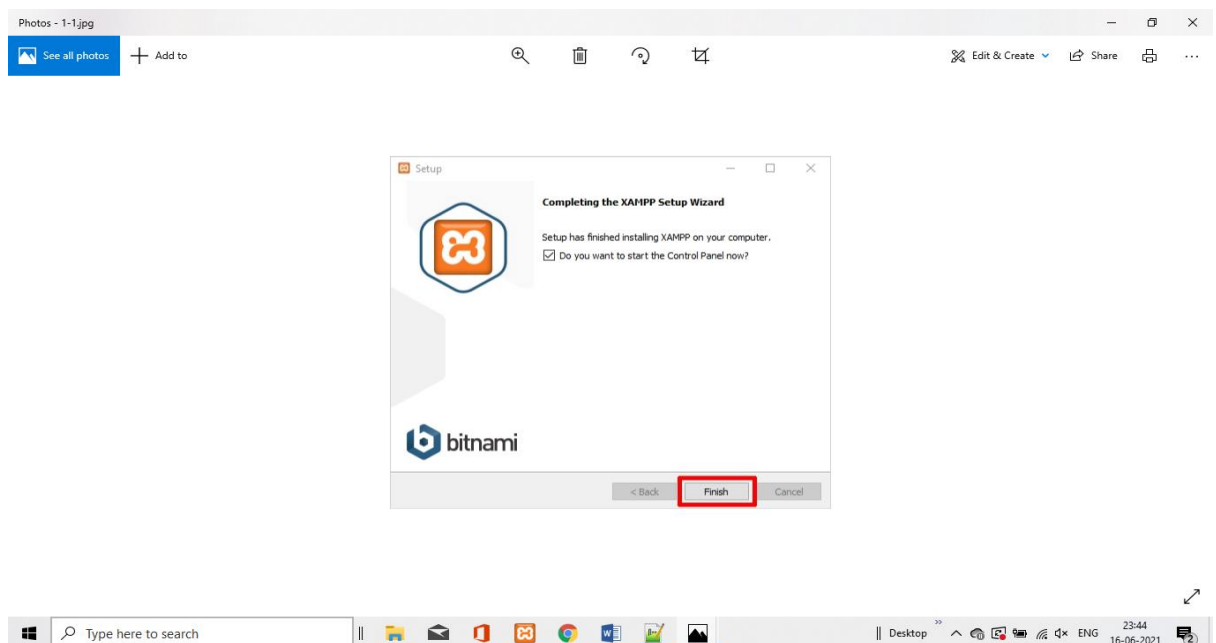 Photos - 1-1.jpg
See all photos
Add to
Edit & Create
Share
Setup
Completing the XAMPP Setup Wizard
Setup has finished installing XAMPP on your computer.
Do you want to start the Control Panel now?
bitnami
< Back
Finish
Cancel
Type here to search
Desktop
ENG
23:44
16-06-2021
2